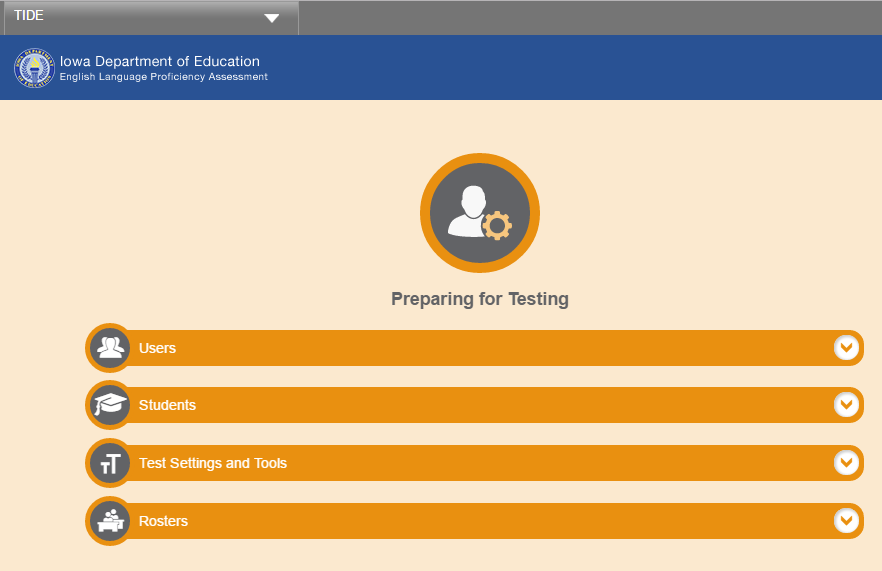 TIDE
Iowa Department of Education
English Language Proficiency Assessment
Preparing for Testing
Users
Students
Test Settings and Tools
Rosters